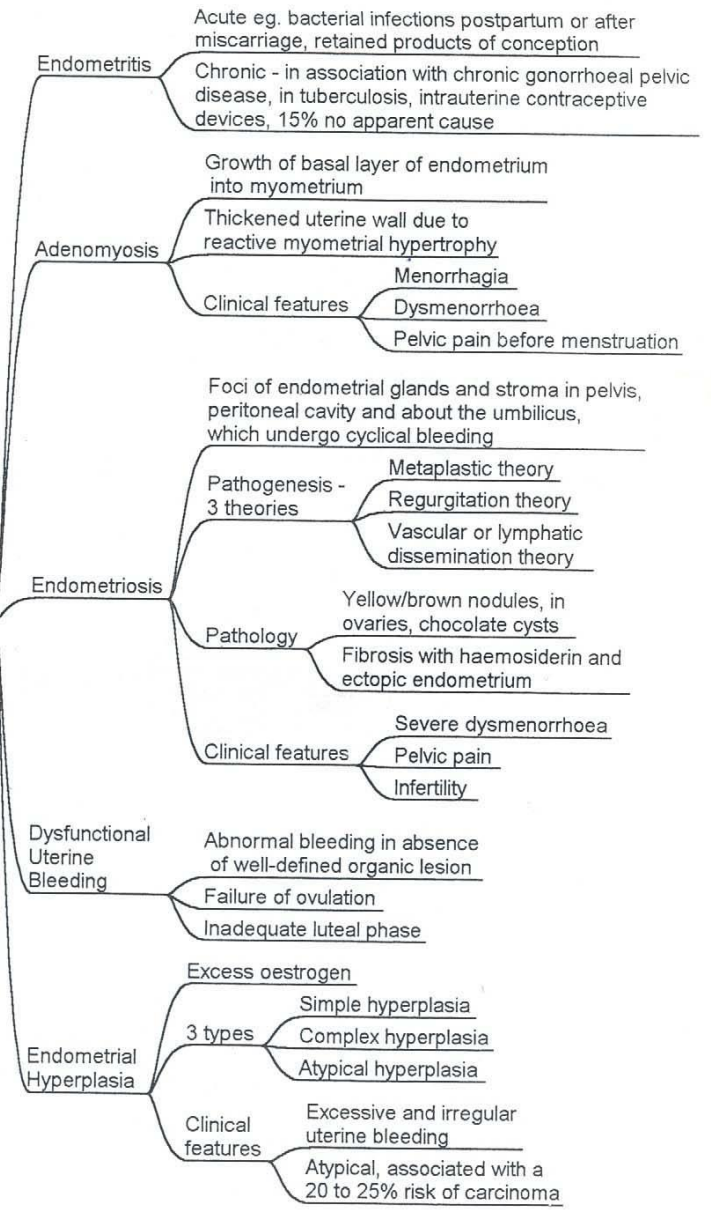 Endometritis
Acute eg. bacterial infections postpartum or after
miscarriage, retained products of conception
Chronic - in association with chronic gonorrhoeal pelvic
disease, in tuberculosis, intrauterine contraceptive
devices, 15% no apparent cause
Adenomyosis
Growth of basal layer of endometrium
into myometrium
Thickened uterine wall due to
reactive myometrial hypertrophy
Clinical features
Menorrhagia
Dysmenorrhoea
Pelvic pain before menstruation
Endometriosis
Foci of endometrial glands and stroma in pelvis,
peritoneal cavity and about the umbilicus,
which undergo cyclical bleeding
Pathogenesis -
3 theories
Metaplastic theory
Regurgitation theory
Vascular or lymphatic
dissemination theory
Pathology
Yellow/brown nodules, in
ovaries, chocolate cysts
Fibrosis with haemosiderin and
ectopic endometrium
Clinical features
Severe dysmenorrhoea
Pelvic pain
Infertility
Dysfunctional
Uterine
Bleeding
Abnormal bleeding in absence
of well-defined organic lesion
Failure of ovulation
Inadequate luteal phase
Endometrial
Hyperplasia
Excess oestrogen
3 types
Simple hyperplasia
Complex hyperplasia
Atypical hyperplasia
Clinical
features
Excessive and irregular
uterine bleeding
Atypical, associated with a
20 to 25% risk of carcinoma